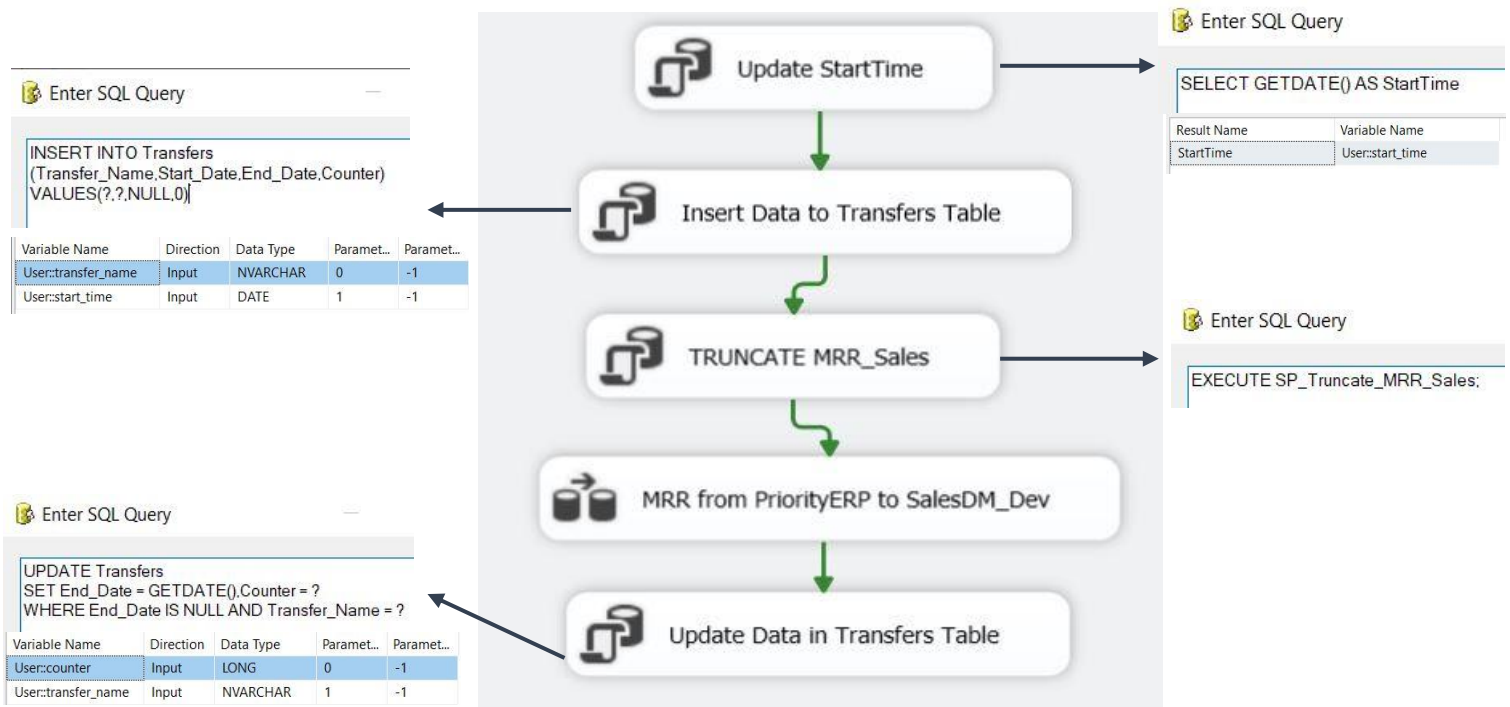 Enter SQL Query
INSERT INTO Transfers
(Transfer_Name,Start_Date,End_Date,Counter)
VALUES(?,?,NULL,0)
Variable Name Direction Data Type Paramet... Paramet...
User::transfer_name Input NVARCHAR 0 -1
User::start_time Input DATE 1 -1
Enter SQL Query
UPDATE Transfers
SET End_Date = GETDATE(),Counter = ?
WHERE End_Date IS NULL AND Transfer_Name = ?
Variable Name Direction Data Type Paramet... Paramet...
User::counter Input LONG 0 -1
User::transfer_name Input NVARCHAR 1 -1
Update StartTime
Insert Data to Transfers Table
TRUNCATE MRR_Sales
MRR from PriorityERP to SalesDM_Dev
Update Data in Transfers Table
Enter SQL Query
SELECT GETDATE() AS StartTime
Result Name Variable Name
StartTime User::start_time
Enter SQL Query
EXECUTE SP_Truncate_MRR_Sales;